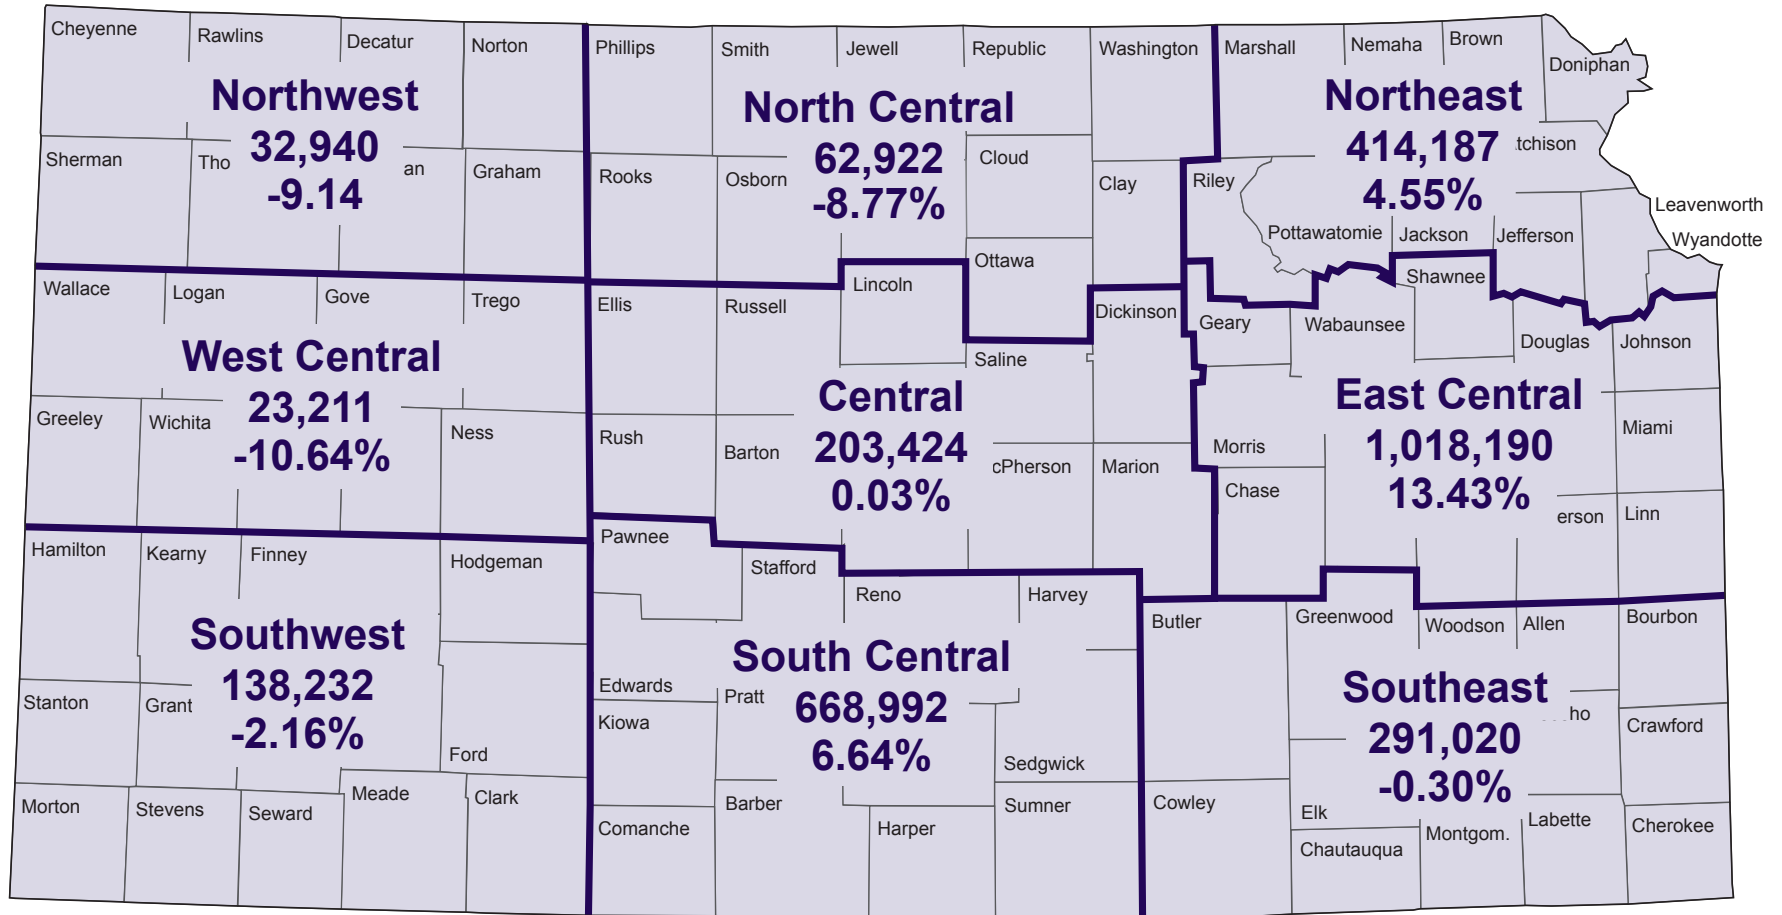 Cheyenne
Rawlins
Decatur
Norton
Phillips
Smith
Jewell
Republic
Washington
Marshall
Nemaha
Brown
Doniphan
Northwest
32,940
-9.14
North Central
62,922
-8.77%
Northeast
414,187
4.55%
Sherman
Tho
an
Graham
Rooks
Osborn
Cloud
Clay
Riley
tchison
Pottawatomie
Jackson
Jefferson
Leavenworth
Wyandotte
Ottawa
Shawnee
Wallace
Logan
Gove
Trego
Ellis
Russell
Lincoln
Dickinson
Geary
Wabaunsee
Douglas
Johnson
Saline
West Central
23,211
-10.64%
Central
203,424
0.03%
East Central
1,018,190
13.43%
Greeley
Wichita
Ness
Rush
Barton
cPherson
Marion
Morris
Chase
Miami
erson
Linn
Hamilton
Kearny
Finney
Hodgeman
Pawnee
Stafford
Reno
Harvey
Butler
Greenwood
Woodson
Allen
Bourbon
Southwest
138,232
-2.16%
South Central
668,992
6.64%
Southeast
291,020
-0.30%
Stanton
Grant
Ford
Edwards
Kiowa
Pratt
Sedgwick
ho
Crawford
Morton
Stevens
Seward
Meade
Clark
Comanche
Barber
Harper
Sumner
Cowley
Elk
Chautauqua
Montgom.
Labette
Cherokee